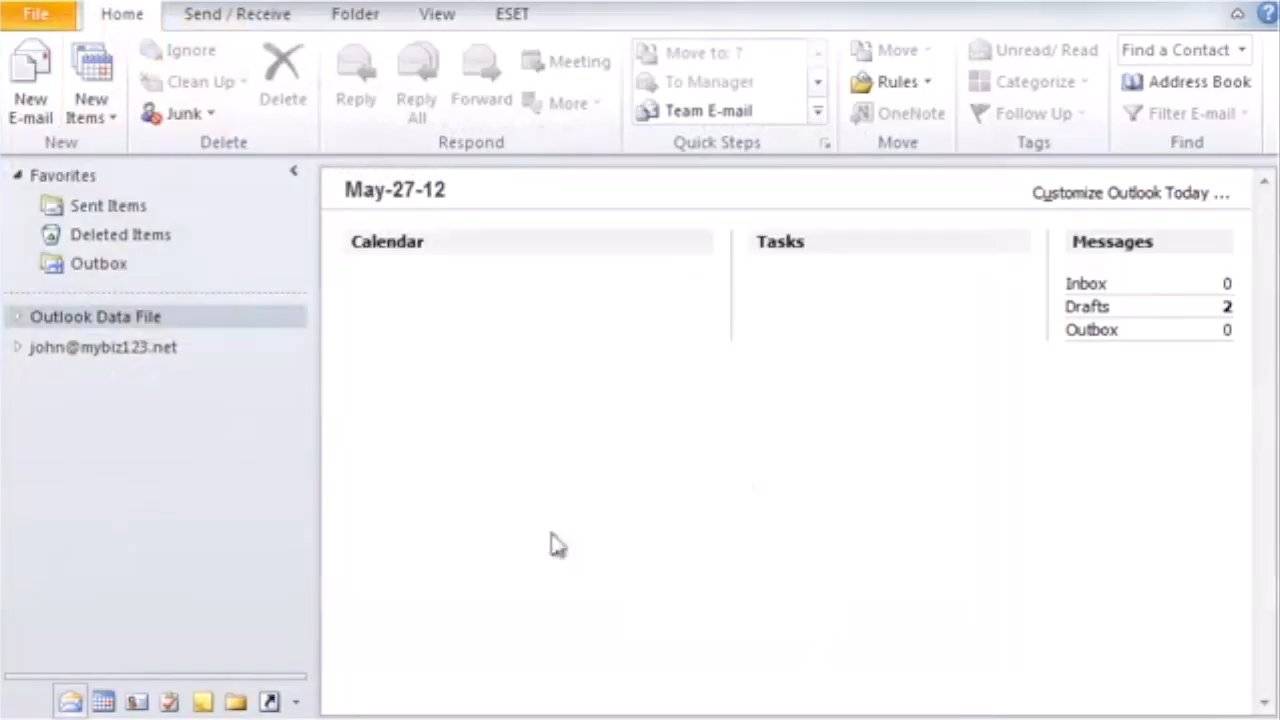 File Home Send / Receive Folder View ESET
New E-mail
New Items
New
Ignore
Clean Up
Junk
Delete
Delete
Reply
Reply All
Forward
Meeting
More
Respond
Move to: ?
To Manager
Team E-mail
Quick Steps
Move
Rules
OneNote
Move
Unread/ Read
Categorize
Follow Up
Tags
Find a Contact
Address Book
Filter E-mail
Find
Favorites
Sent Items
Deleted Items
Outbox
Outlook Data File
john@mybiz123.net
May-27-12
Customize Outlook Today ...
Calendar
Tasks
Messages
Inbox 0
Drafts 2
Outbox 0